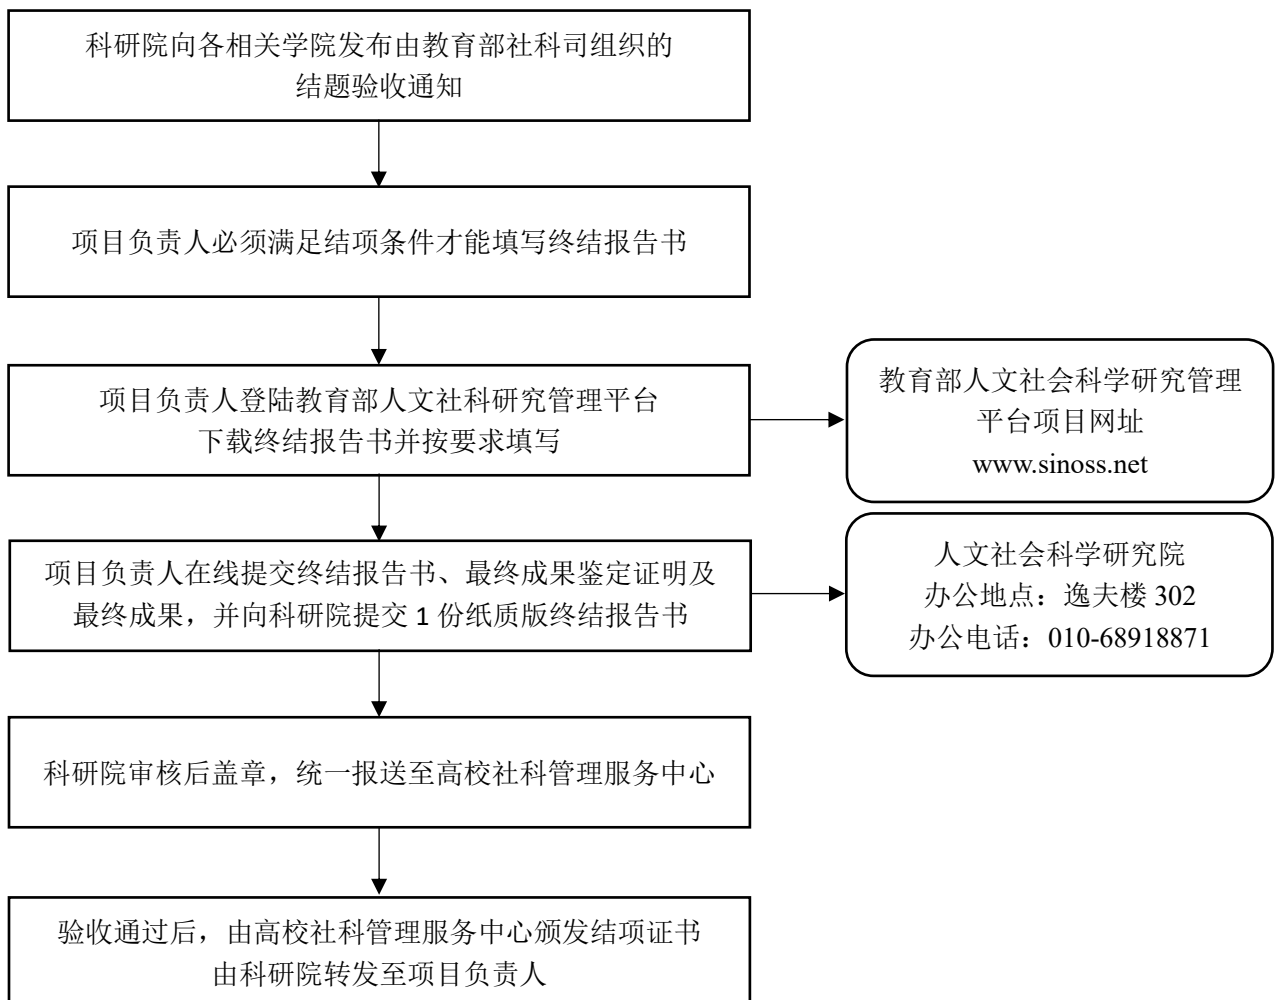 科研院向各相关学院发布由教育部社科司组织的
结题验收通知
项目负责人必须满足结项条件才能填写终结报告书
项目负责人登陆教育部人文社科研究管理平台
下载终结报告书并按要求填写
教育部人文社会科学研究管理
平台项目网址
www.sinoss.net
项目负责人在线提交终结报告书、最终成果鉴定证明及
最终成果，并向科研院提交 1 份纸质版终结报告书
人文社会科学研究院
办公地点：逸夫楼 302
办公电话：010-68918871
科研院审核后盖章，统一报送至高校社科管理服务中心
验收通过后，由高校社科管理服务中心颁发结项证书
由科研院转发至项目负责人